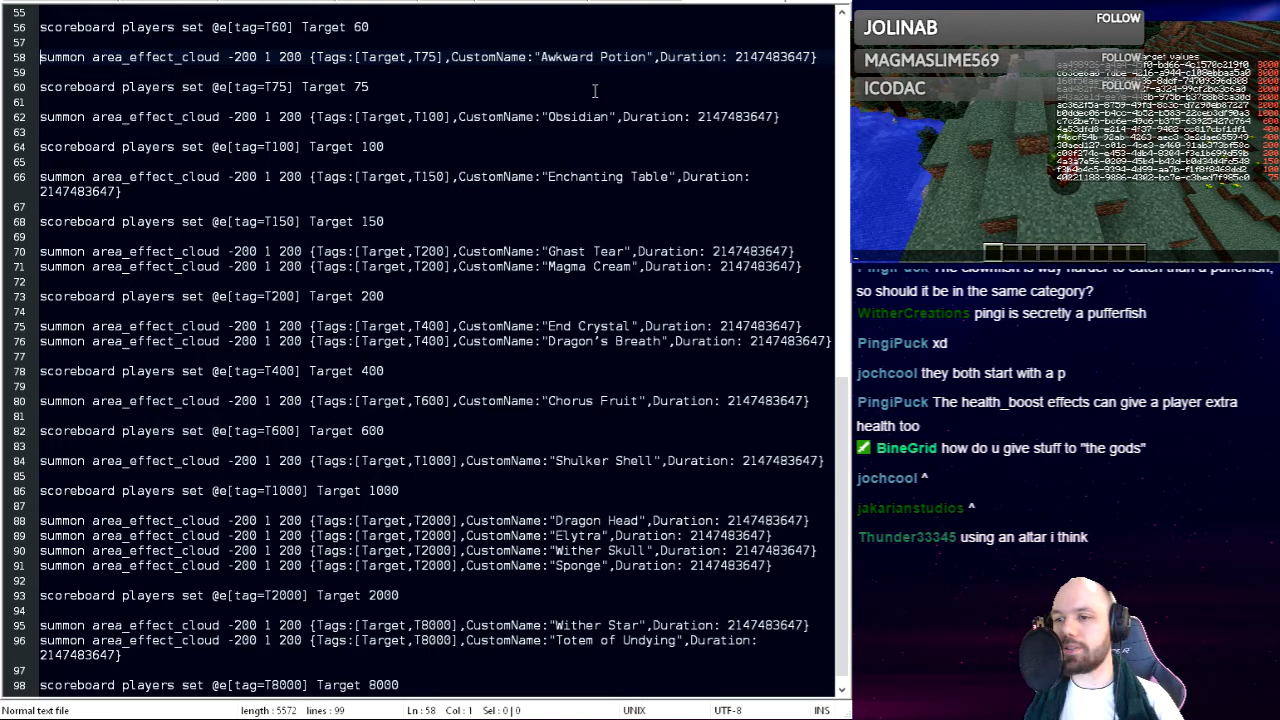 55
56 scoreboard players set @e[tag=T60] Target 60
57
58 summon area_effect_cloud -200 1 200 {Tags:[Target,T75],CustomName:"Awkward Potion",Duration: 2147483647}
59
60 scoreboard players set @e[tag=T75] Target 75
61
62 summon area_effect_cloud -200 1 200 {Tags:[Target,T100],CustomName:"Obsidian",Duration: 2147483647}
63
64 scoreboard players set @e[tag=T100] Target 100
65
66 summon area_effect_cloud -200 1 200 {Tags:[Target,T150],CustomName:"Enchanting Table",Duration:
2147483647}
67
68 scoreboard players set @e[tag=T150] Target 150
69
70 summon area_effect_cloud -200 1 200 {Tags:[Target,T200],CustomName:"Ghast Tear",Duration: 2147483647}
71 summon area_effect_cloud -200 1 200 {Tags:[Target,T200],CustomName:"Magma Cream",Duration: 2147483647}
72
73 scoreboard players set @e[tag=T200] Target 200
74
75 summon area_effect_cloud -200 1 200 {Tags:[Target,T400],CustomName:"End Crystal",Duration: 2147483647}
76 summon area_effect_cloud -200 1 200 {Tags:[Target,T400],CustomName:"Dragon's Breath",Duration: 2147483647}
77
78 scoreboard players set @e[tag=T400] Target 400
79
80 summon area_effect_cloud -200 1 200 {Tags:[Target,T600],CustomName:"Chorus Fruit",Duration: 2147483647}
81
82 scoreboard players set @e[tag=T600] Target 600
83
84 summon area_effect_cloud -200 1 200 {Tags:[Target,T1000],CustomName:"Shulker Shell",Duration: 2147483647}
85
86 scoreboard players set @e[tag=T1000] Target 1000
87
88 summon area_effect_cloud -200 1 200 {Tags:[Target,T2000],CustomName:"Dragon Head",Duration: 2147483647}
89 summon area_effect_cloud -200 1 200 {Tags:[Target,T2000],CustomName:"Elytra",Duration: 2147483647}
90 summon area_effect_cloud -200 1 200 {Tags:[Target,T2000],CustomName:"Wither Skull",Duration: 2147483647}
91 summon area_effect_cloud -200 1 200 {Tags:[Target,T2000],CustomName:"Sponge",Duration: 2147483647}
92
93 scoreboard players set @e[tag=T2000] Target 2000
94
95 summon area_effect_cloud -200 1 200 {Tags:[Target,T8000],CustomName:"Wither Star",Duration: 2147483647}
96 summon area_effect_cloud -200 1 200 {Tags:[Target,T8000],CustomName:"Totem of Undying",Duration:
2147483647}
97
98 scoreboard players set @e[tag=T8000] Target 8000
Normal text file length : 5572 lines : 99 Ln : 58 Col : 1 Sel : 0 | 0 UNIX UTF-8 INS
JOLINAB FOLLOW
MAGMASLIME569 FOLLOW
ICODAC FOLLOW
PingiPuck The clownfish is way harder to catch than a pufferfish,
so should it be in the same category?
WitherCreations pingi is secretly a pufferfish
PingiPuck xd
jochcool they both start with a p
PingiPuck The health_boost effects can give a player extra
health too
BineGrid how do u give stuff to "the gods"
jochcool ^
jakarianstudios ^
Thunder33345 using an altar i think